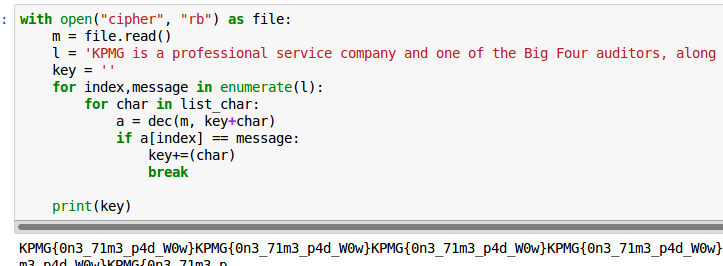 :
with open("cipher", "rb") as file:
    m = file.read()
    l = 'KPMG is a professional service company and one of the Big Four auditors, along
    key = ''
    for index,message in enumerate(l):
        for char in list_char:
            a = dec(m, key+char)
            if a[index] == message:
                key+=(char)
                break

    print(key)
KPMG{0n3_71m3_p4d_W0w}KPMG{0n3_71m3_p4d_W0w}KPMG{0n3_71m3_p4d_W0w}KPMG{0n3_71m3_p4d_W0w}
m3_p4d_W0w}KPMG{0n3_71m3_p